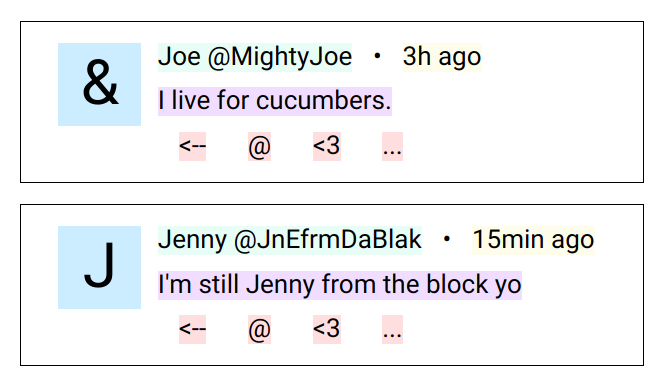 &
Joe @MightyJoe • 3h ago
I live for cucumbers.
<-- @ <3 ...
J
Jenny @JnEfrmDaBlak • 15min ago
I'm still Jenny from the block yo
<-- @ <3 ...